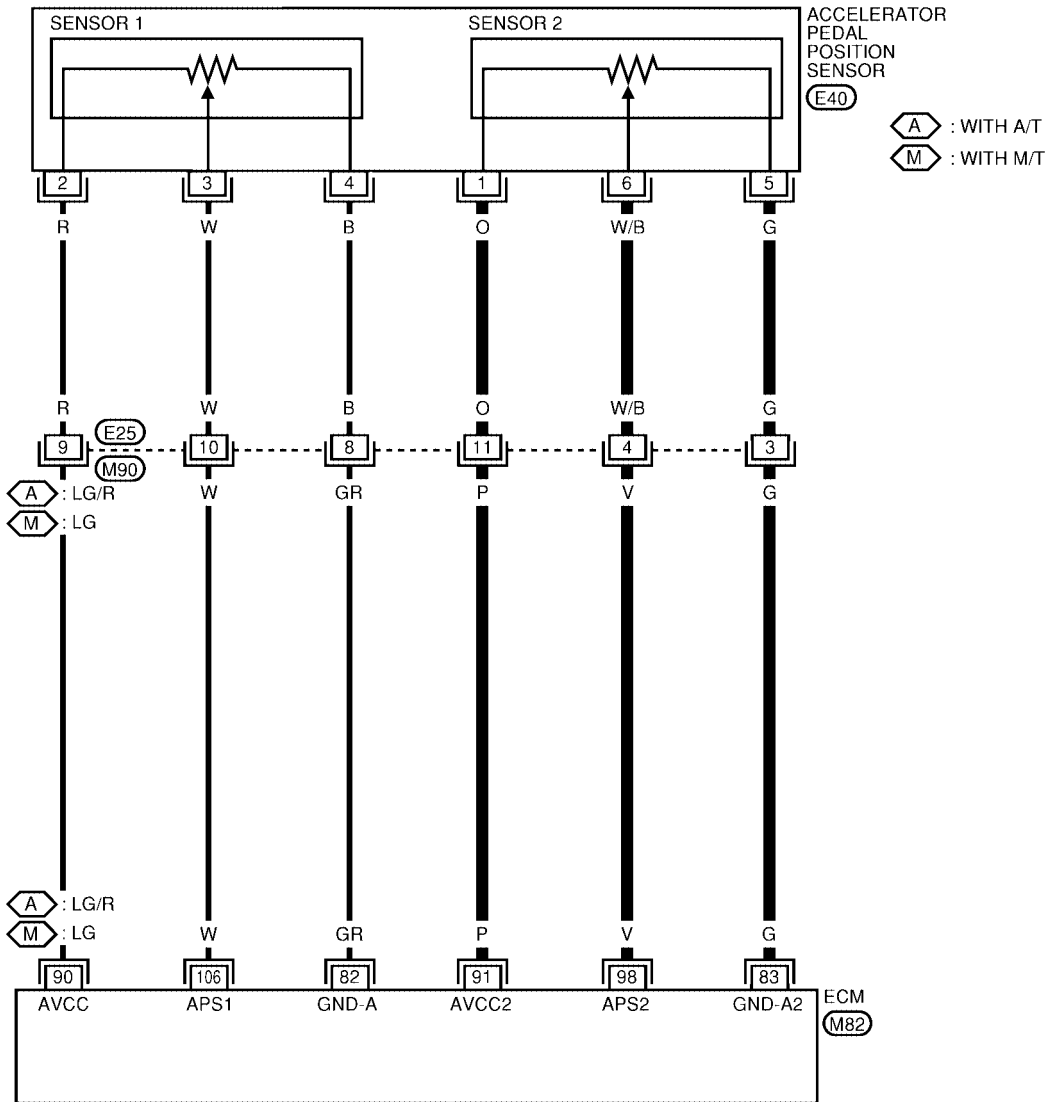 SENSOR 1
SENSOR 2
ACCELERATOR
PEDAL
POSITION
SENSOR
E40
A : WITH A/T
M : WITH M/T
2 3 4 1 6 5
R W B O W/B G
R W B O W/B G
9 E25 10 8 11 4 3
M90
A : LG/R W GR P V G
M : LG
A : LG/R
M : LG W GR P V G
90 106 82 91 98 83
AVCC APS1 GND-A AVCC2 APS2 GND-A2
ECM
M82